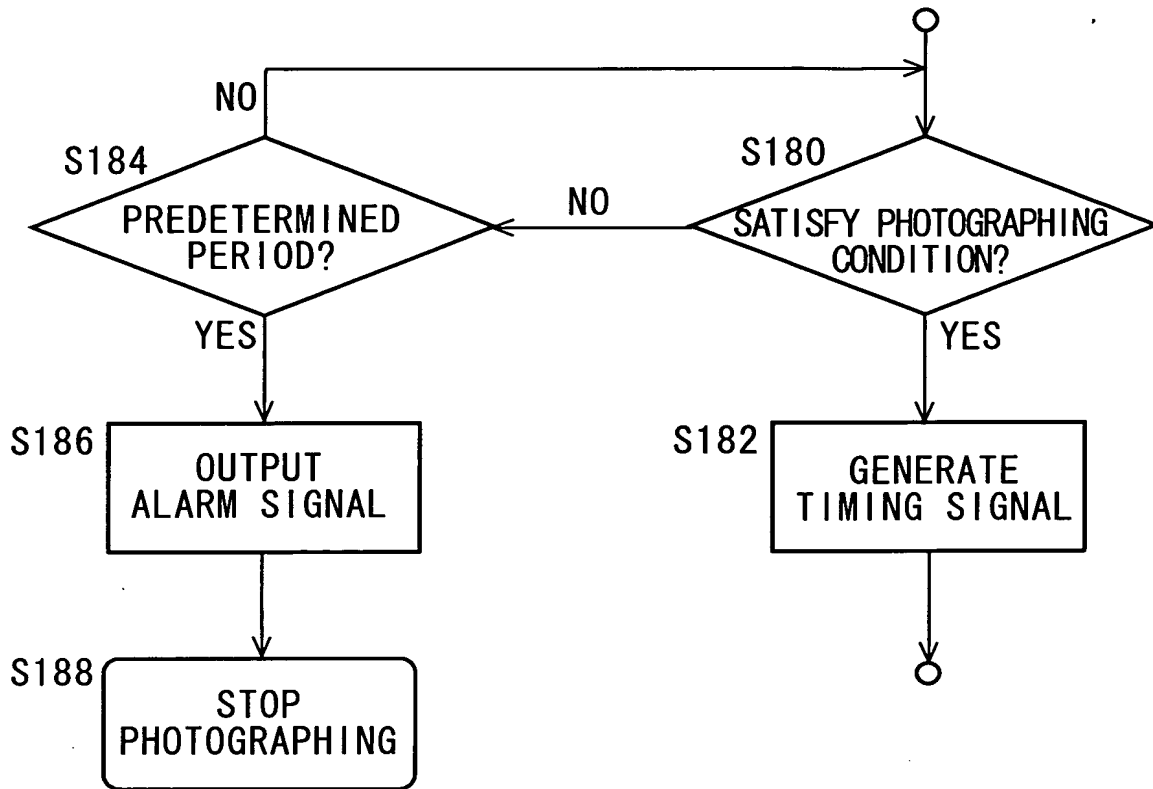 NO
S184
PREDETERMINED
PERIOD?
NO
S180
SATISFY PHOTOGRAPHING
CONDITION?
YES
YES
S186
OUTPUT
ALARM SIGNAL
S182
GENERATE
TIMING SIGNAL
S188
STOP
PHOTOGRAPHING